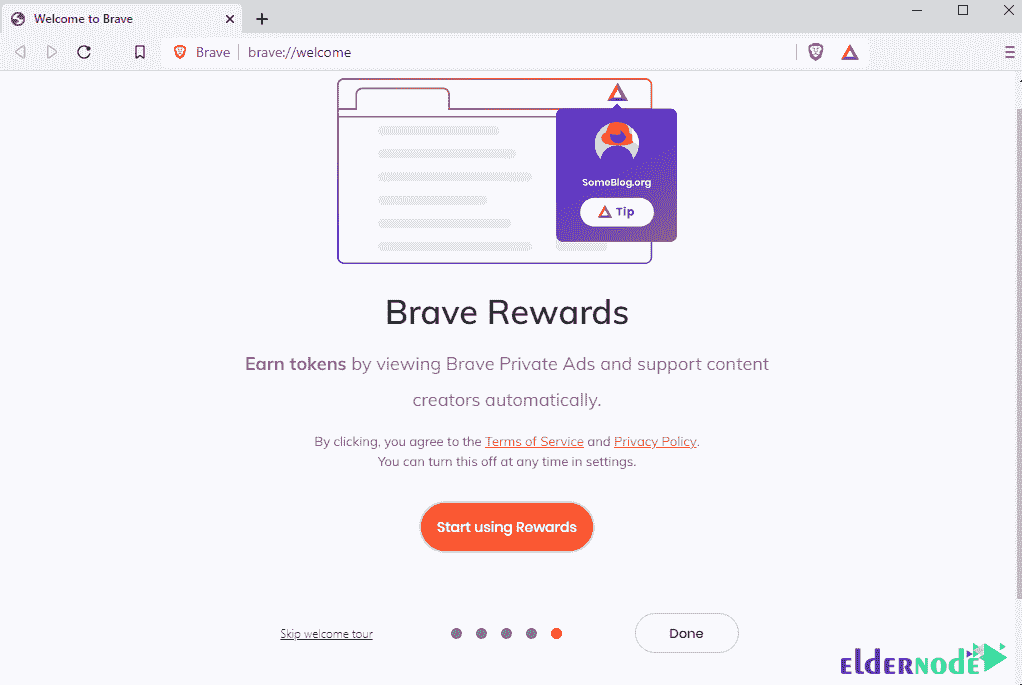 Welcome to Brave
Brave
brave://welcome
SomeBlog.org
Tip
Brave Rewards
Earn tokens by viewing Brave Private Ads and support content
creators automatically.
By clicking, you agree to the Terms of Service and Privacy Policy.
You can turn this off at any time in settings.
Start using Rewards
Skip welcome tour
Done
elderNODE